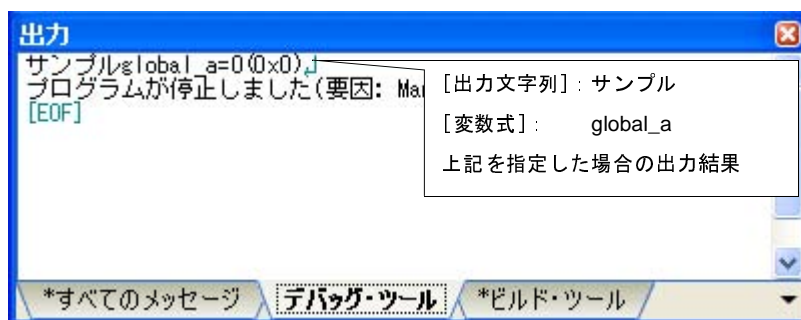 出力
サンプルglobal_a=0(0x0)↵
プログラムが停止しました(要因: Ma
[EOF]
[出力文字列]: サンプル
[変数式]: global_a
上記を指定した場合の出力結果
*すべてのメッセージ デバッグ・ツール *ビルド・ツール